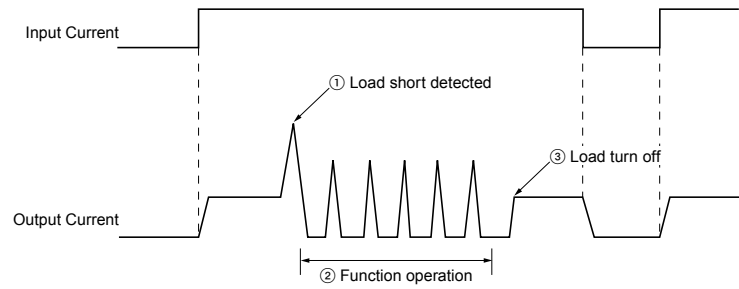 Input Current
① Load short detected
③ Load turn off
Output Current
② Function operation